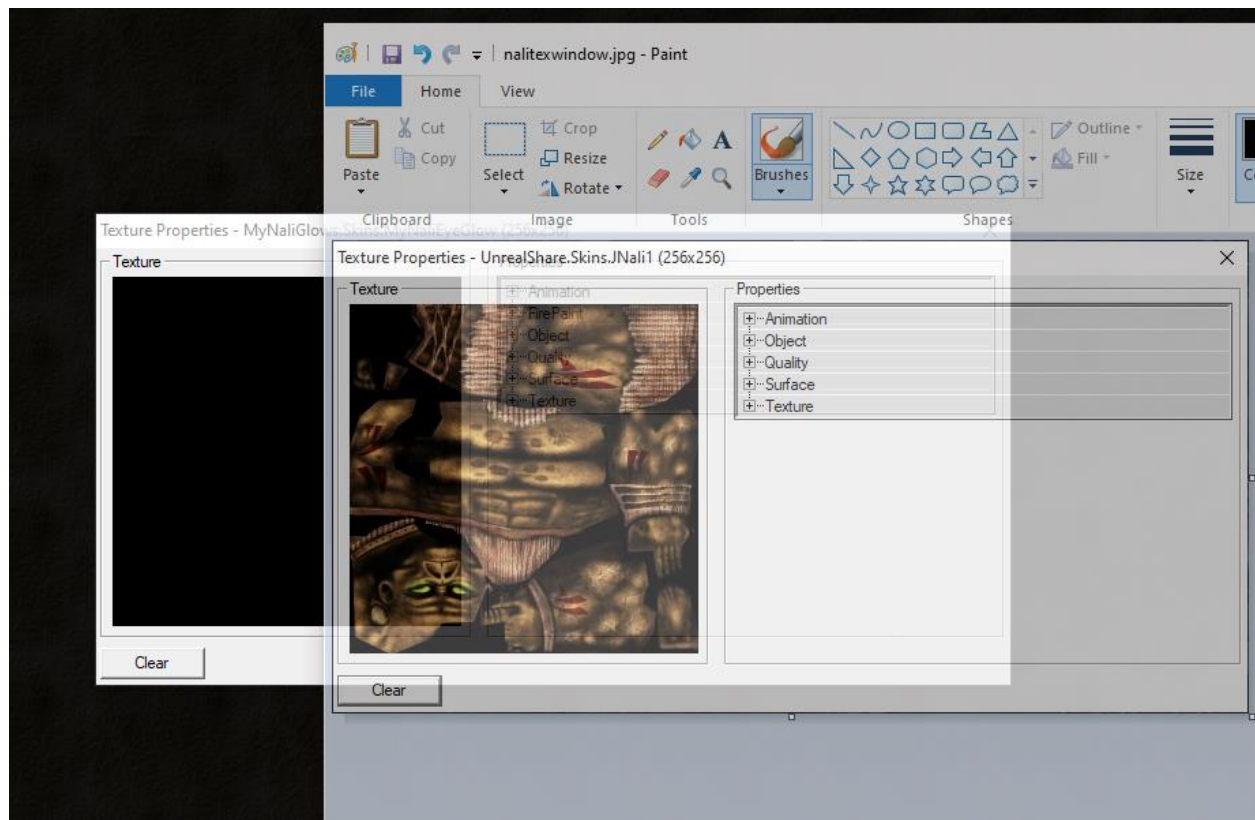 nalitexwindow.jpg - Paint
File Home View
Paste
Cut
Copy
Clipboard
Select
Crop
Resize
Rotate
Image
A
Tools
Brushes
Shapes
Outline
Fill
Size
Texture Properties - MyNaliGlows.Skins.MyNaliEyeGlow (256x256)
Texture
Properties
Animation
FirePaint
Object
Quality
Surface
Texture
Clear
Texture Properties - UnrealShare.Skins.JNali1 (256x256)
Texture
Properties
Animation
Object
Quality
Surface
Texture
Clear